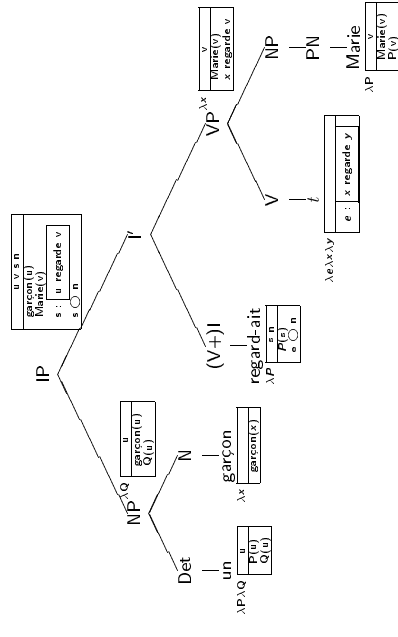 u v s n
garçon(u)
Marie(v)
s : u regarde v
s ◯ n
IP
u
garçon(u)
Q(u)
NP λQ
I'
v
Marie(v)
x regarde v
VP λx
Det N (V+)I V NP
un garçon regard-ait t PN
Marie
λPλQ
u
P(u)
Q(u)
λx
garçon(x)
λP
s n
P(s)
e ◯ n
λeλxλy
e : x regarde y
λP
v
Marie(v)
P(v)